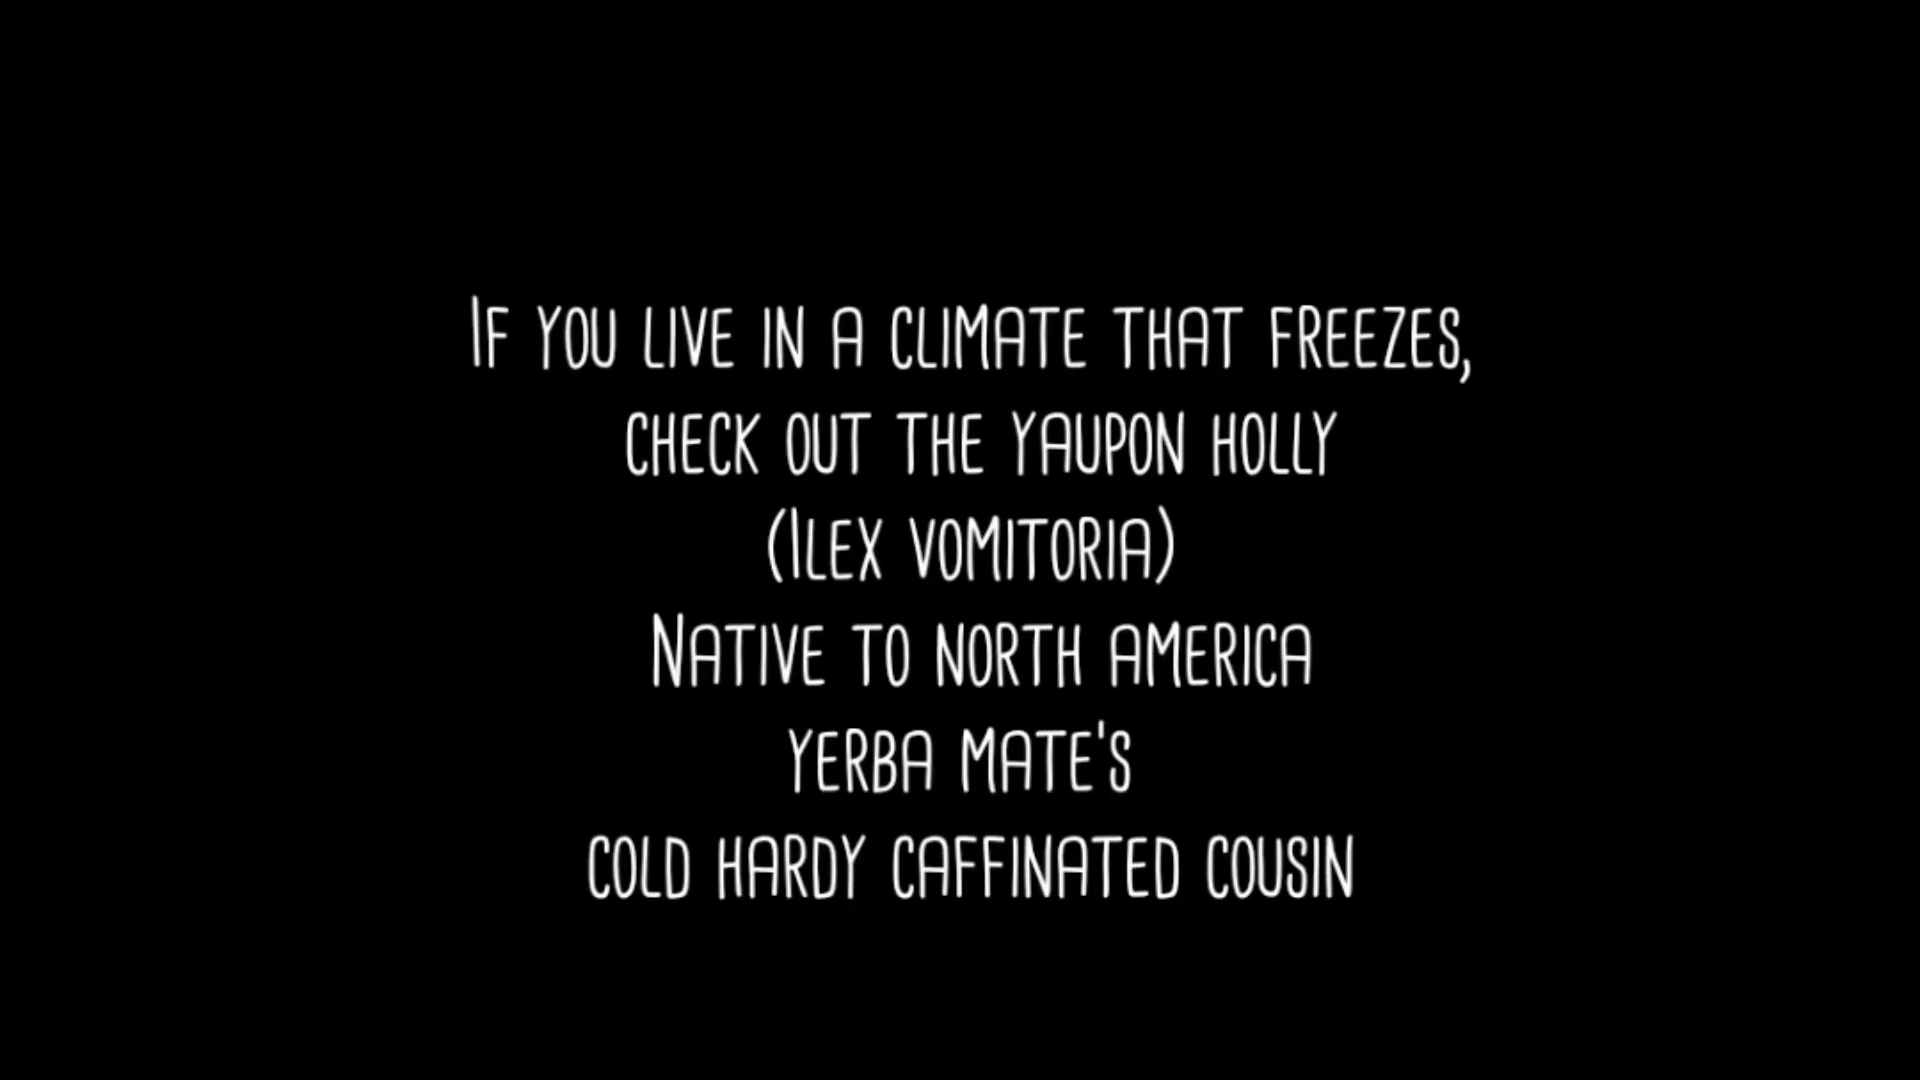 If you live in a climate that freezes,
check out the yaupon holly
(Ilex vomitoria)
Native to north america
yerba mate's
cold hardy caffinated cousin